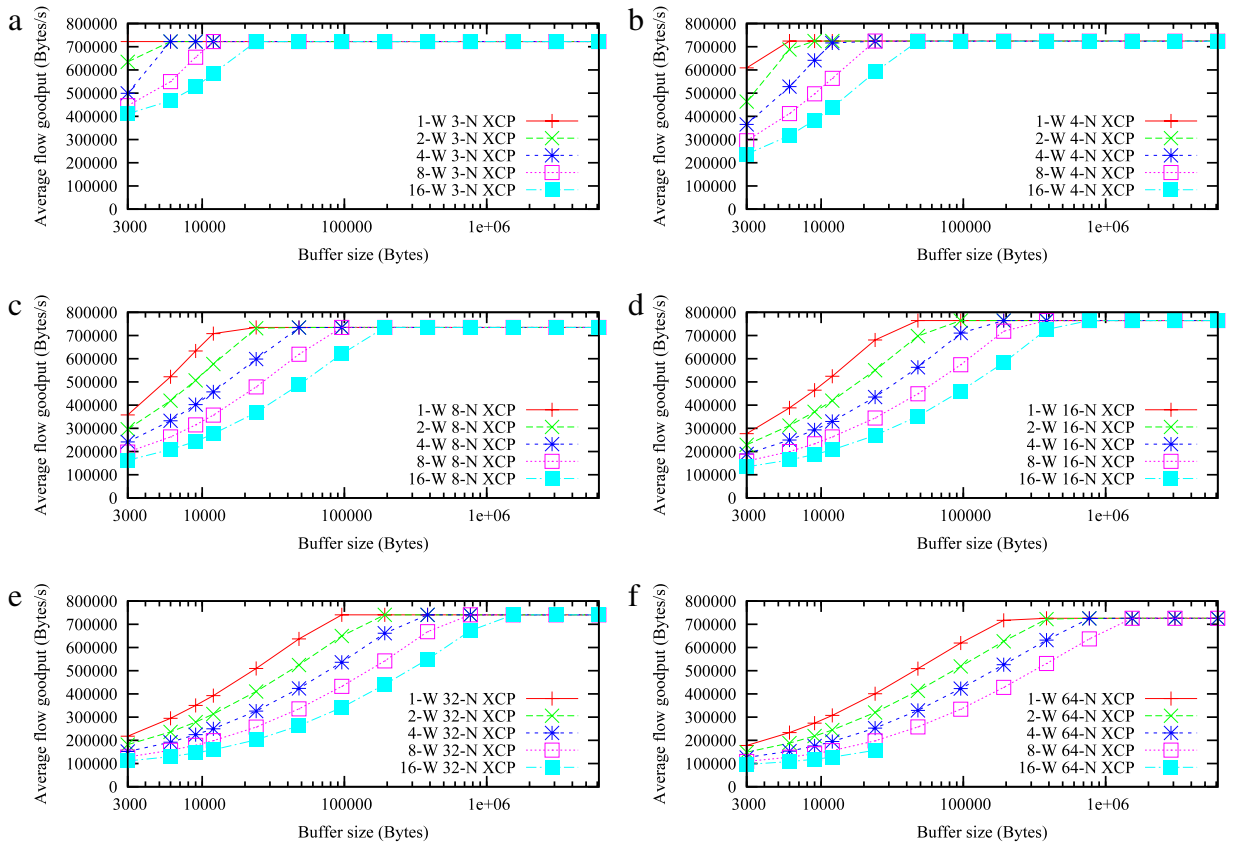 a
Average flow goodput (Bytes/s)
800000
700000
600000
500000
400000
300000
200000
100000
0
1-W 3-N XCP
2-W 3-N XCP
4-W 3-N XCP
8-W 3-N XCP
16-W 3-N XCP
3000 10000 100000 1e+06
Buffer size (Bytes)
b
Average flow goodput (Bytes/s)
800000
700000
600000
500000
400000
300000
200000
100000
0
1-W 4-N XCP
2-W 4-N XCP
4-W 4-N XCP
8-W 4-N XCP
16-W 4-N XCP
3000 10000 100000 1e+06
Buffer size (Bytes)
c
Average flow goodput (Bytes/s)
800000
700000
600000
500000
400000
300000
200000
100000
0
1-W 8-N XCP
2-W 8-N XCP
4-W 8-N XCP
8-W 8-N XCP
16-W 8-N XCP
3000 10000 100000 1e+06
Buffer size (Bytes)
d
Average flow goodput (Bytes/s)
800000
700000
600000
500000
400000
300000
200000
100000
0
1-W 16-N XCP
2-W 16-N XCP
4-W 16-N XCP
8-W 16-N XCP
16-W 16-N XCP
3000 10000 100000 1e+06
Buffer size (Bytes)
e
Average flow goodput (Bytes/s)
800000
700000
600000
500000
400000
300000
200000
100000
0
1-W 32-N XCP
2-W 32-N XCP
4-W 32-N XCP
8-W 32-N XCP
16-W 32-N XCP
3000 10000 100000 1e+06
Buffer size (Bytes)
f
Average flow goodput (Bytes/s)
800000
700000
600000
500000
400000
300000
200000
100000
0
1-W 64-N XCP
2-W 64-N XCP
4-W 64-N XCP
8-W 64-N XCP
16-W 64-N XCP
3000 10000 100000 1e+06
Buffer size (Bytes)